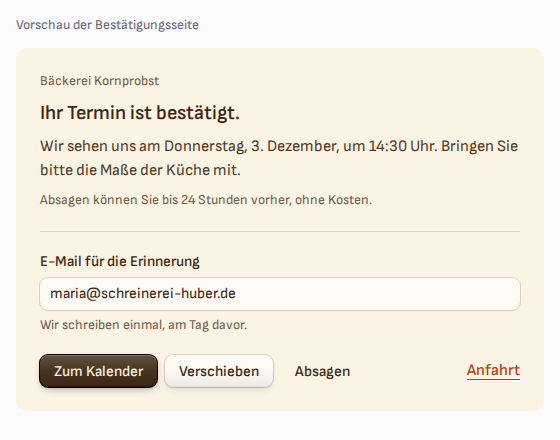 Vorschau der Bestätigungsseite
Bäckerei Kornprobst
Ihr Termin ist bestätigt.
Wir sehen uns am Donnerstag, 3. Dezember, um 14:30 Uhr. Bringen Sie
bitte die Maße der Küche mit.
Absagen können Sie bis 24 Stunden vorher, ohne Kosten.
E-Mail für die Erinnerung
maria@schreinerei-huber.de
Wir schreiben einmal, am Tag davor.
Zum Kalender Verschieben Absagen Anfahrt